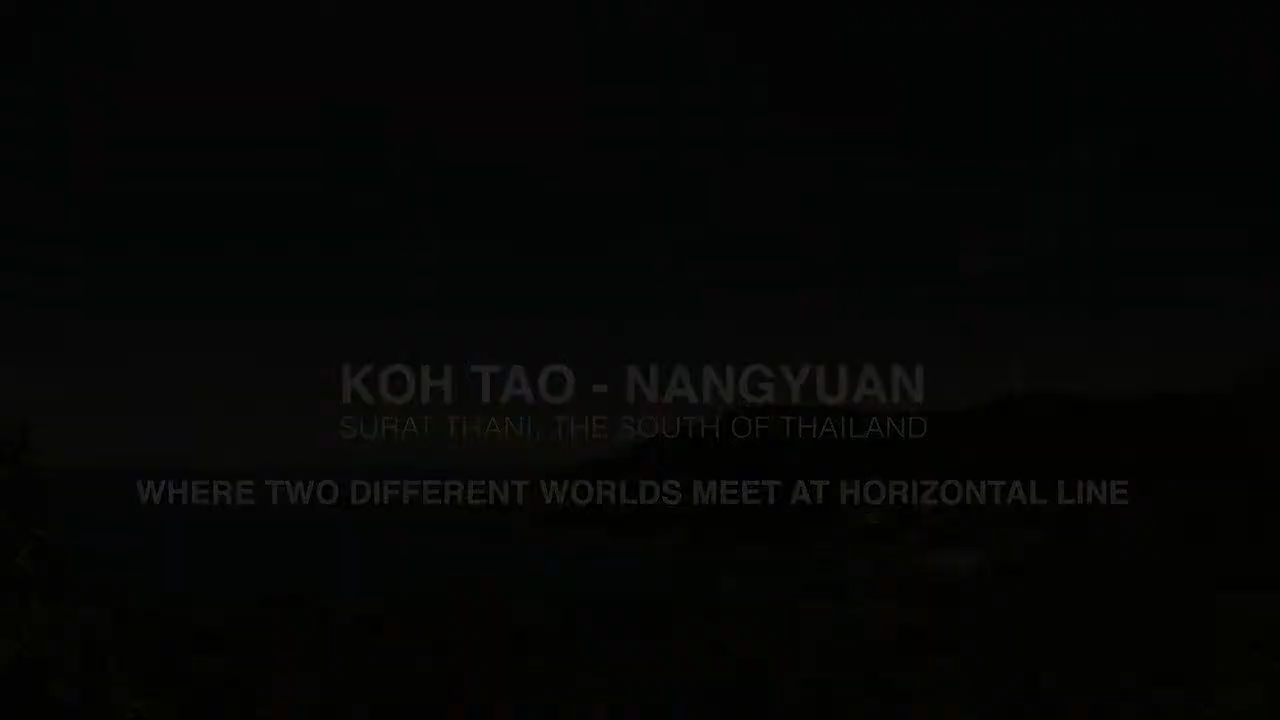 KOH TAO - NANGYUAN
SURAT THANI, THE SOUTH OF THAILAND
WHERE TWO DIFFERENT WORLDS MEET AT HORIZONTAL LINE